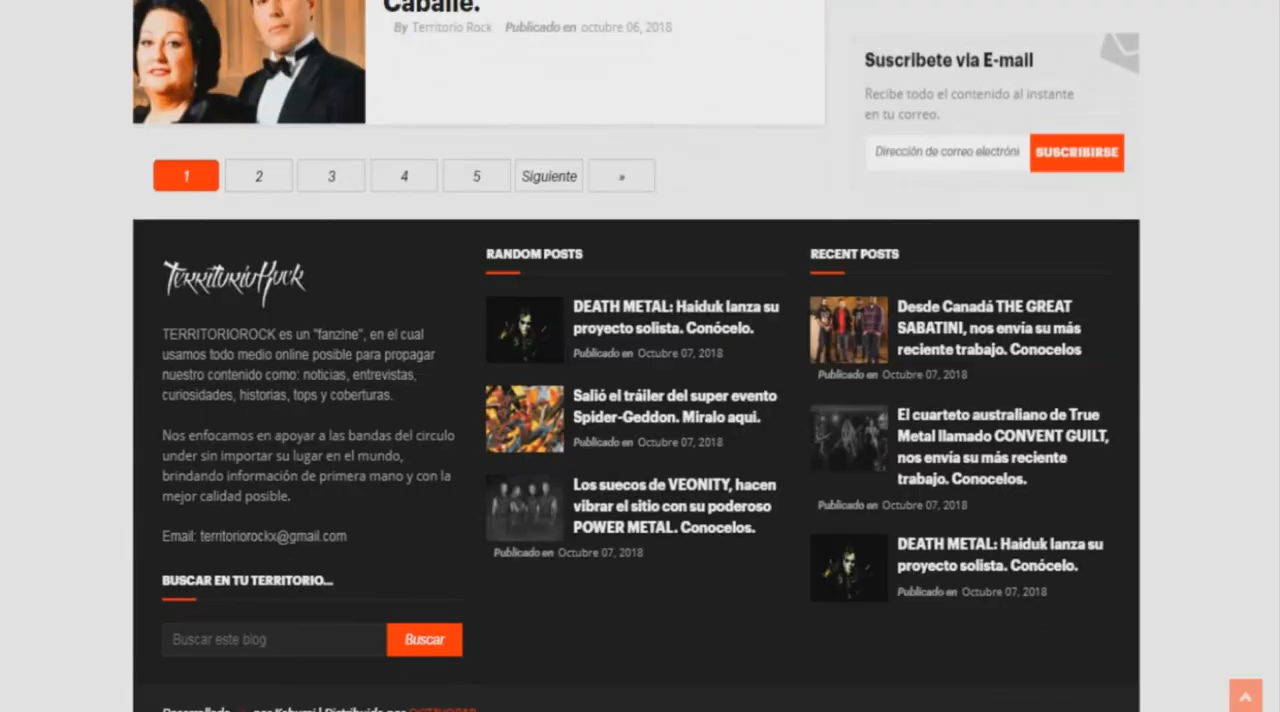 Caballé.
By Territorio Rock Publicado en octubre 06, 2018
Suscribete via E-mail
Recibe todo el contenido al instante
en tu correo.
Dirección de correo electróni SUSCRIBIRSE
1 2 3 4 5 Siguiente »
TerritorioRock
TERRITORIOROCK es un "fanzine", en el cual
usamos todo medio online posible para propagar
nuestro contenido como: noticias, entrevistas,
curiosidades, historias, tops y coberturas.
Nos enfocamos en apoyar a las bandas del circulo
under sin importar su lugar en el mundo,
brindando información de primera mano y con la
mejor calidad posible.
Email: territoriorockx@gmail.com
BUSCAR EN TU TERRITORIO...
Buscar este blog Buscar
RANDOM POSTS
DEATH METAL: Haiduk lanza su
proyecto solista. Conócelo.
Publicado en Octubre 07, 2018
Salió el tráiler del super evento
Spider-Geddon. Miralo aqui.
Publicado en Octubre 07, 2018
Los suecos de VEONITY, hacen
vibrar el sitio con su poderoso
POWER METAL. Conocelos.
Publicado en Octubre 07, 2018
RECENT POSTS
Desde Canadá THE GREAT
SABATINI, nos envía su más
reciente trabajo. Conocelos
Publicado en Octubre 07, 2018
El cuarteto australiano de True
Metal llamado CONVENT GUILT,
nos envía su más reciente
trabajo. Conocelos.
Publicado en Octubre 07, 2018
DEATH METAL: Haiduk lanza su
proyecto solista. Conócelo.
Publicado en Octubre 07, 2018
Desarrollado por Kabumi | Distribuido por